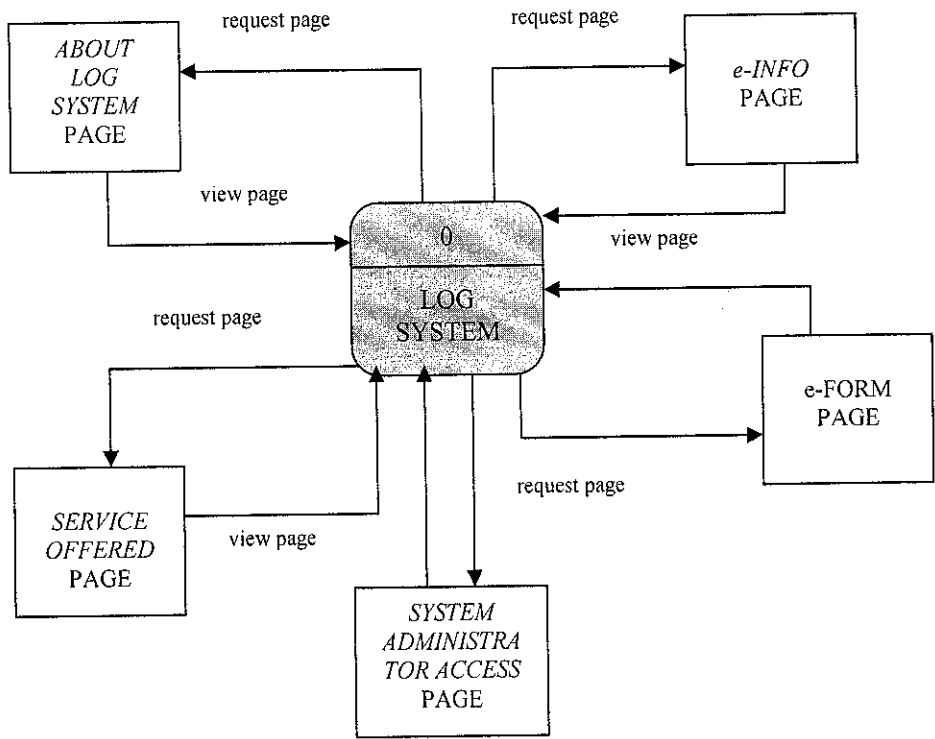 request page
request page
ABOUT
LOG
SYSTEM
PAGE
e-INFO
PAGE
view page
0
view page
LOG
SYSTEM
request page
e-FORM
PAGE
request page
SERVICE
OFFERED
PAGE
view page
SYSTEM
ADMINISTRA
TOR ACCESS
PAGE